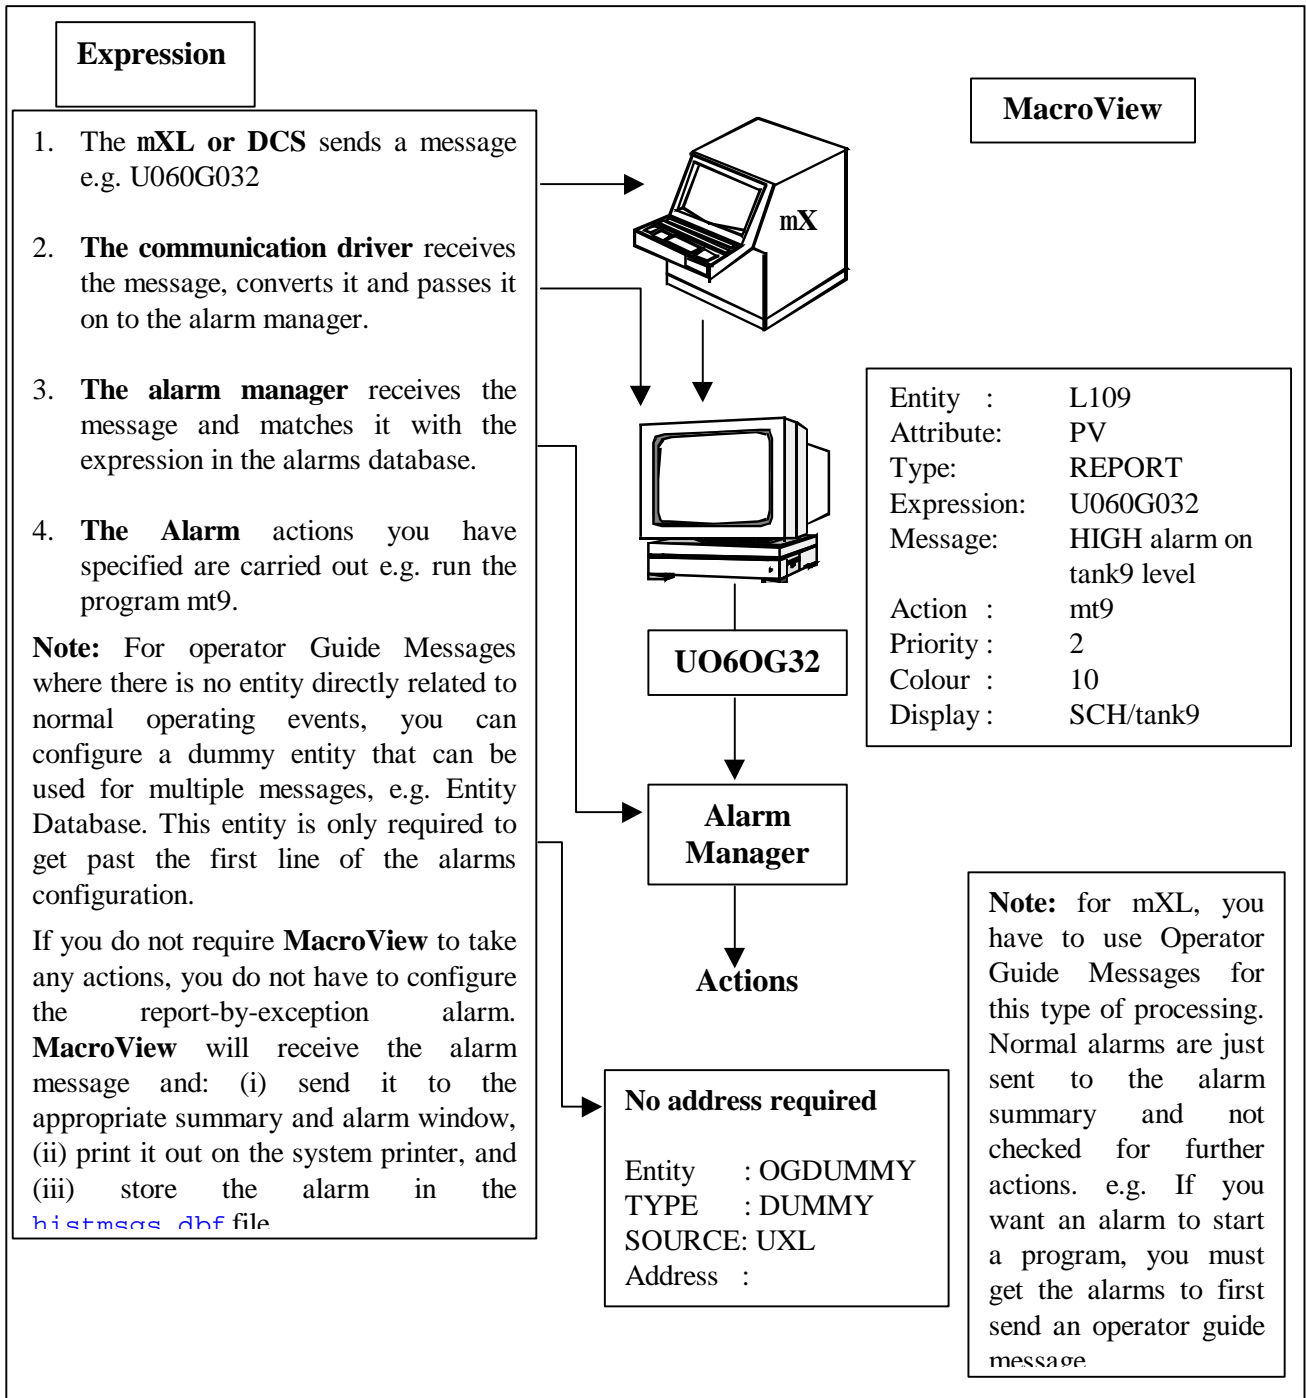 Expression
1. The mXL or DCS sends a message
e.g. U060G032
2. The communication driver receives
the message, converts it and passes it
on to the alarm manager.
3. The alarm manager receives the
message and matches it with the
expression in the alarms database.
4. The Alarm actions you have
specified are carried out e.g. run the
program mt9.
Note: For operator Guide Messages
where there is no entity directly related to
normal operating events, you can
configure a dummy entity that can be
used for multiple messages, e.g. Entity
Database. This entity is only required to
get past the first line of the alarms
configuration.
If you do not require MacroView to take
any actions, you do not have to configure
the report-by-exception alarm.
MacroView will receive the alarm
message and: (i) send it to the
appropriate summary and alarm window,
(ii) print it out on the system printer, and
(iii) store the alarm in the
histmsgs.dbf file
MacroView
mX
Entity : L109
Attribute: PV
Type: REPORT
Expression: U060G032
Message: HIGH alarm on
tank9 level
Action : mt9
Priority : 2
Colour : 10
Display : SCH/tank9
UO6OG32
Alarm
Manager
Actions
No address required
Entity : OGDUMMY
TYPE : DUMMY
SOURCE: UXL
Address :
Note: for mXL, you
have to use Operator
Guide Messages for
this type of processing.
Normal alarms are just
sent to the alarm
summary and not
checked for further
actions. e.g. If you
want an alarm to start
a program, you must
get the alarms to first
send an operator guide
message